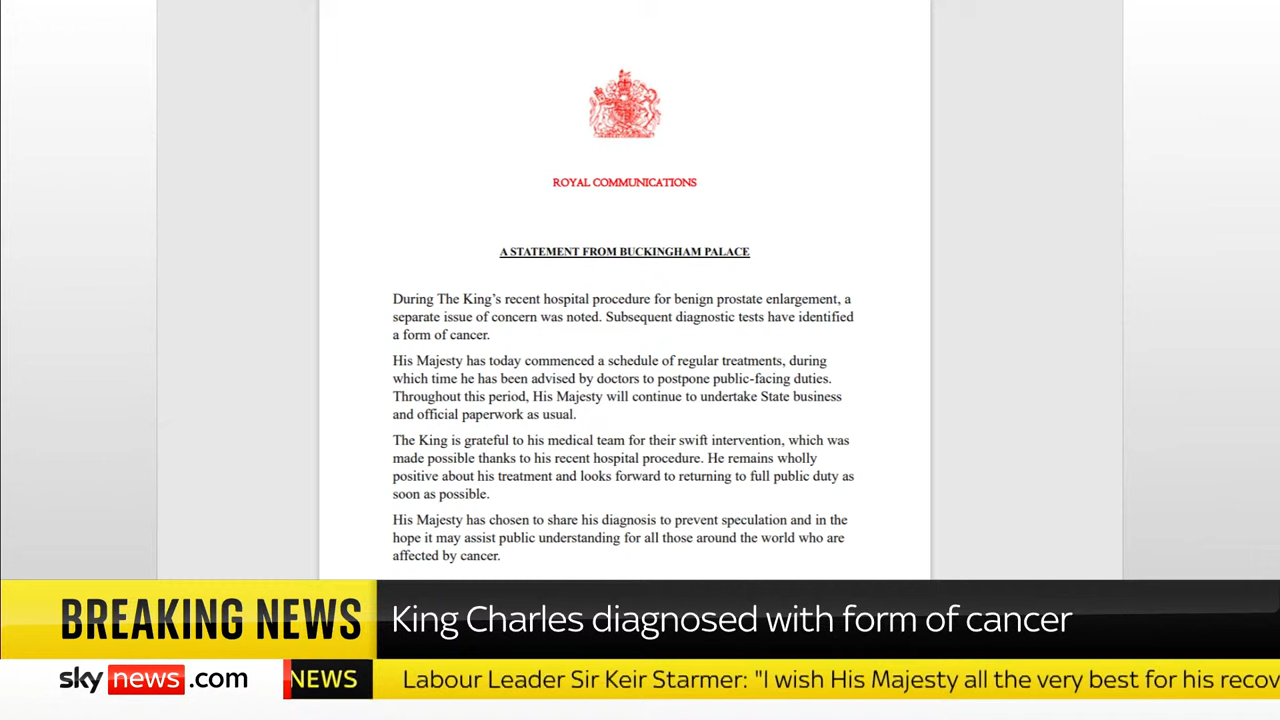 ROYAL COMMUNICATIONS
A STATEMENT FROM BUCKINGHAM PALACE
During The King's recent hospital procedure for benign prostate enlargement, a
separate issue of concern was noted. Subsequent diagnostic tests have identified
a form of cancer.
His Majesty has today commenced a schedule of regular treatments, during
which time he has been advised by doctors to postpone public-facing duties.
Throughout this period, His Majesty will continue to undertake State business
and official paperwork as usual.
The King is grateful to his medical team for their swift intervention, which was
made possible thanks to his recent hospital procedure. He remains wholly
positive about his treatment and looks forward to returning to full public duty as
soon as possible.
His Majesty has chosen to share his diagnosis to prevent speculation and in the
hope it may assist public understanding for all those around the world who are
affected by cancer.
BREAKING NEWS
King Charles diagnosed with form of cancer
sky news .com
NEWS
Labour Leader Sir Keir Starmer: "I wish His Majesty all the very best for his recov